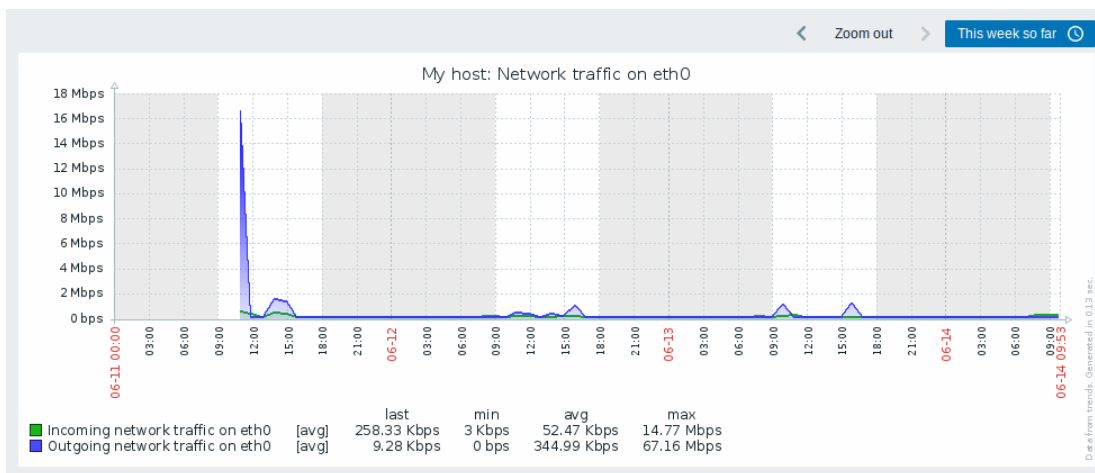 Zoom out
This week so far
My host: Network traffic on eth0
18 Mbps
16 Mbps
14 Mbps
12 Mbps
10 Mbps
8 Mbps
6 Mbps
4 Mbps
2 Mbps
0 bps
06-11 00:00
03:00
06:00
09:00
12:00
15:00
18:00
21:00
06-12
03:00
06:00
09:00
12:00
15:00
18:00
21:00
06-13
03:00
06:00
09:00
12:00
15:00
18:00
21:00
06-14
03:00
06:00
09:00
06-14 09:53
last min avg max
Incoming network traffic on eth0 [avg] 258.33 Kbps 3 Kbps 52.47 Kbps 14.77 Mbps
Outgoing network traffic on eth0 [avg] 9.28 Kbps 0 bps 344.99 Kbps 67.16 Mbps
Data from trends. Generated in 0.13 sec.